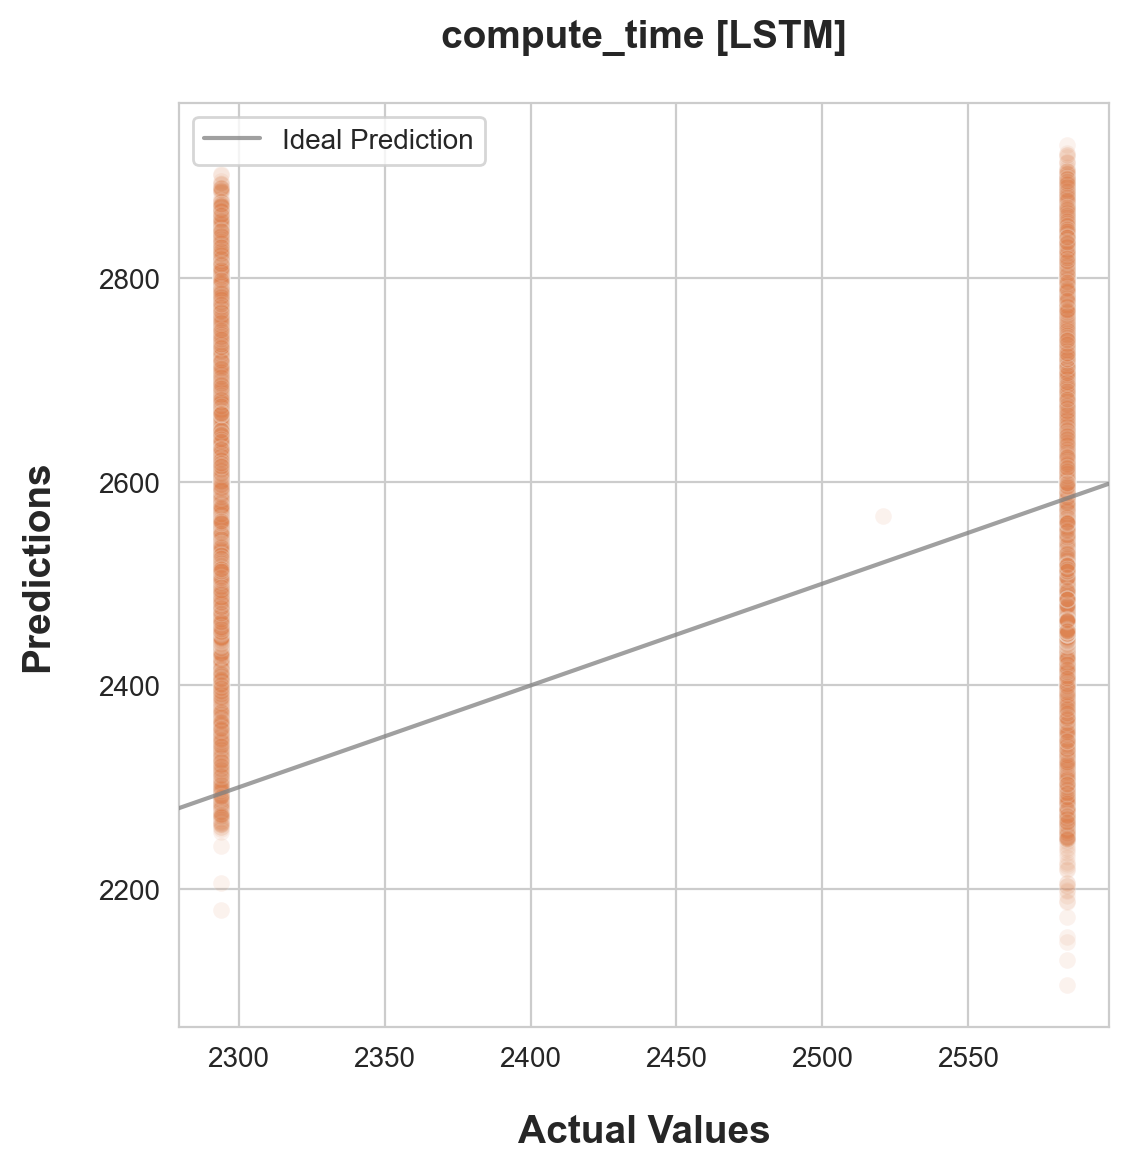 compute_time [LSTM]
Ideal Prediction
2800
2600
2400
2200
Predictions
2300 2350 2400 2450 2500 2550
Actual Values